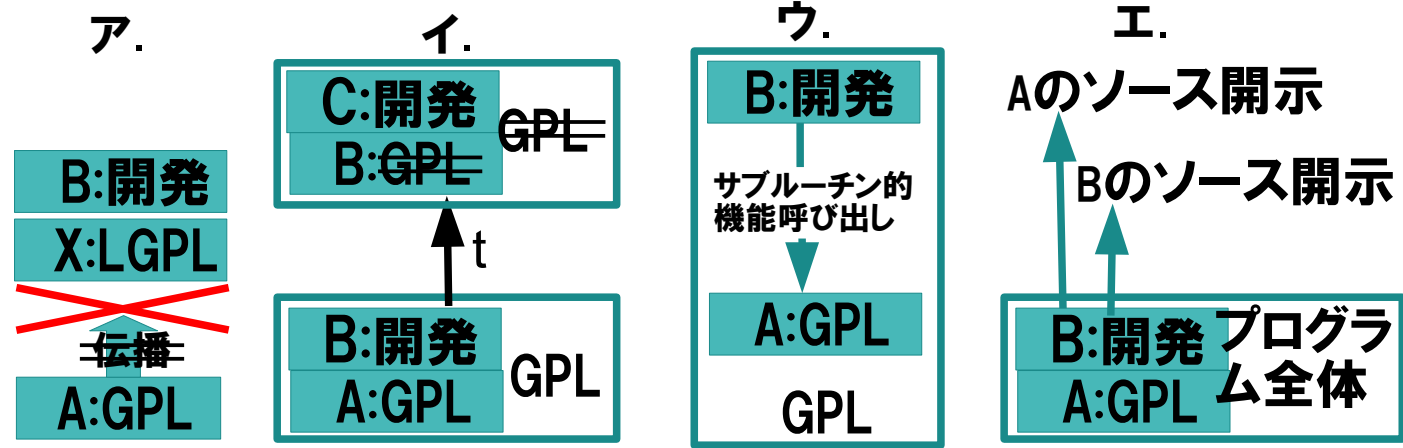 ア.
B:開発
X:LGPL
伝播
A:GPL
イ.
C:開発
GPL
B:GPL
t
B:開発
GPL
A:GPL
ウ.
B:開発
サブルーチン的
機能呼び出し
A:GPL
GPL
エ.
Aのソース開示
Bのソース開示
B:開発
A:GPL
プログラ
ム全体